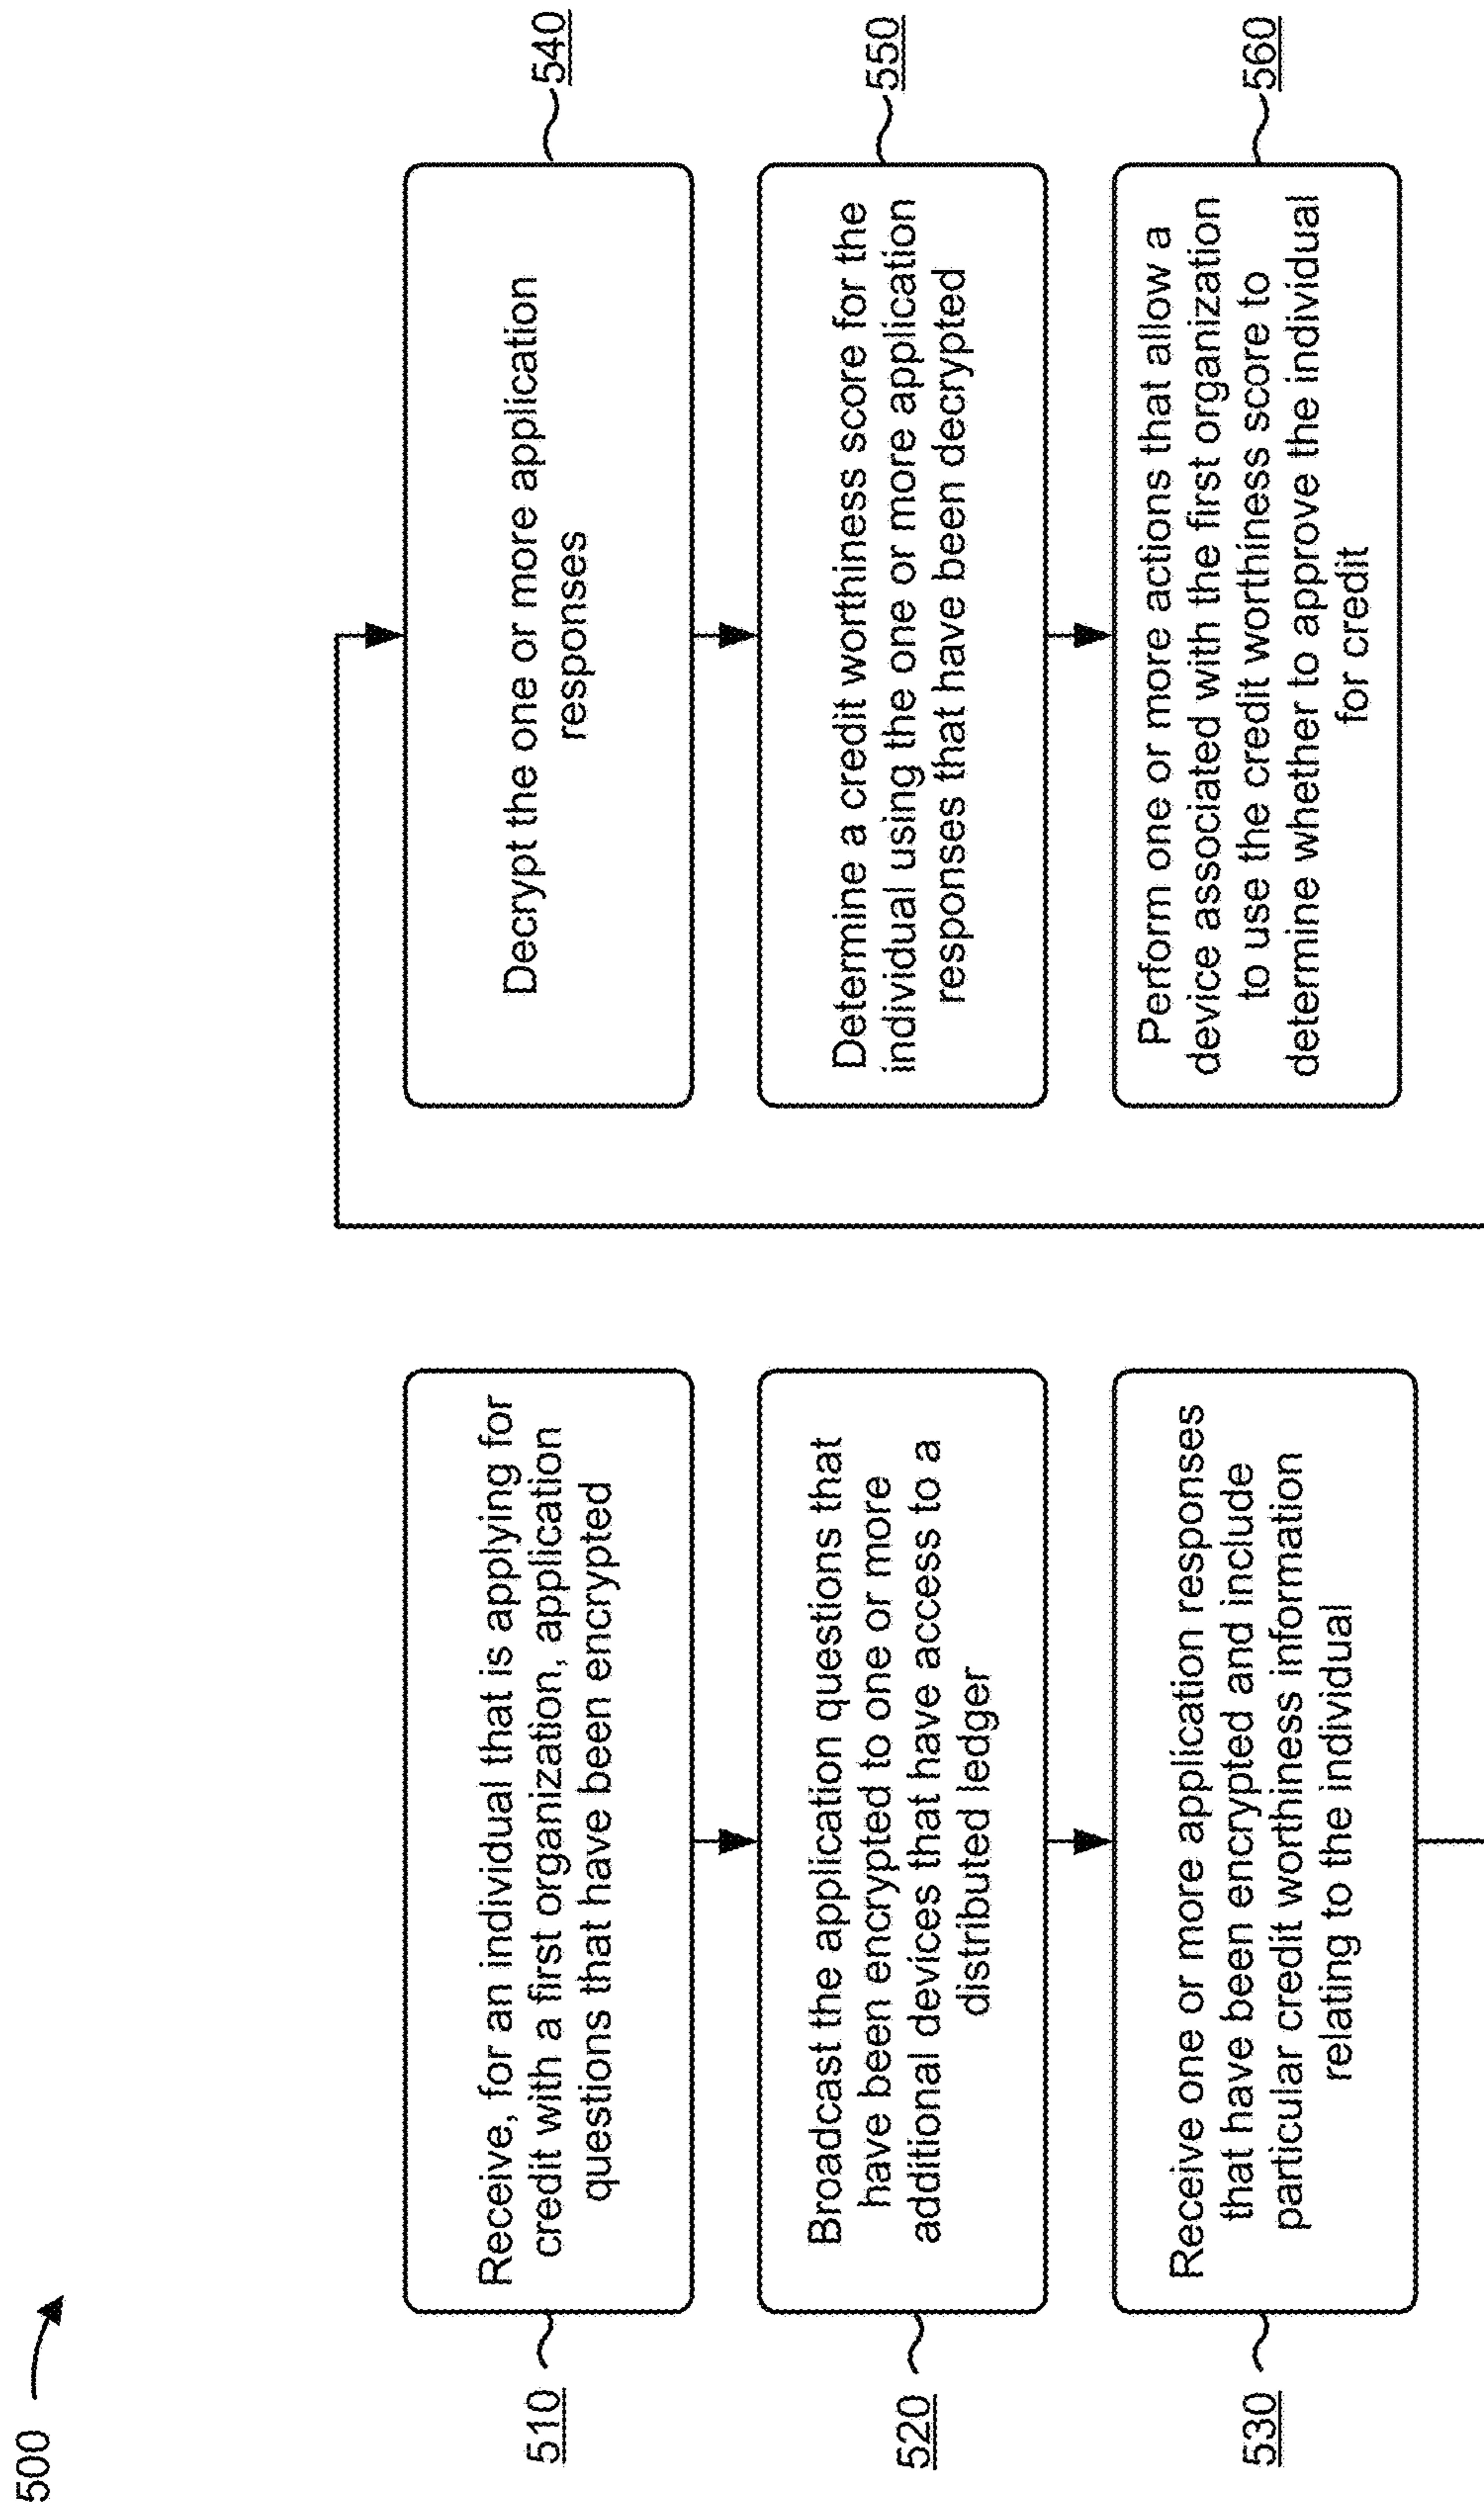 500
510
Receive, for an individual that is applying for
credit with a first organization, application
questions that have been encrypted
520
Broadcast the application questions that
have been encrypted to one or more
additional devices that have access to a
distributed ledger
530
Receive one or more application responses
that have been encrypted and include
particular credit worthiness information
relating to the individual
540
Decrypt the one or more application
responses
550
Determine a credit worthiness score for the
individual using the one or more application
responses that have been decrypted
560
Perform one or more actions that allow a
device associated with the first organization
to use the credit worthiness score to
determine whether to approve the individual
for credit